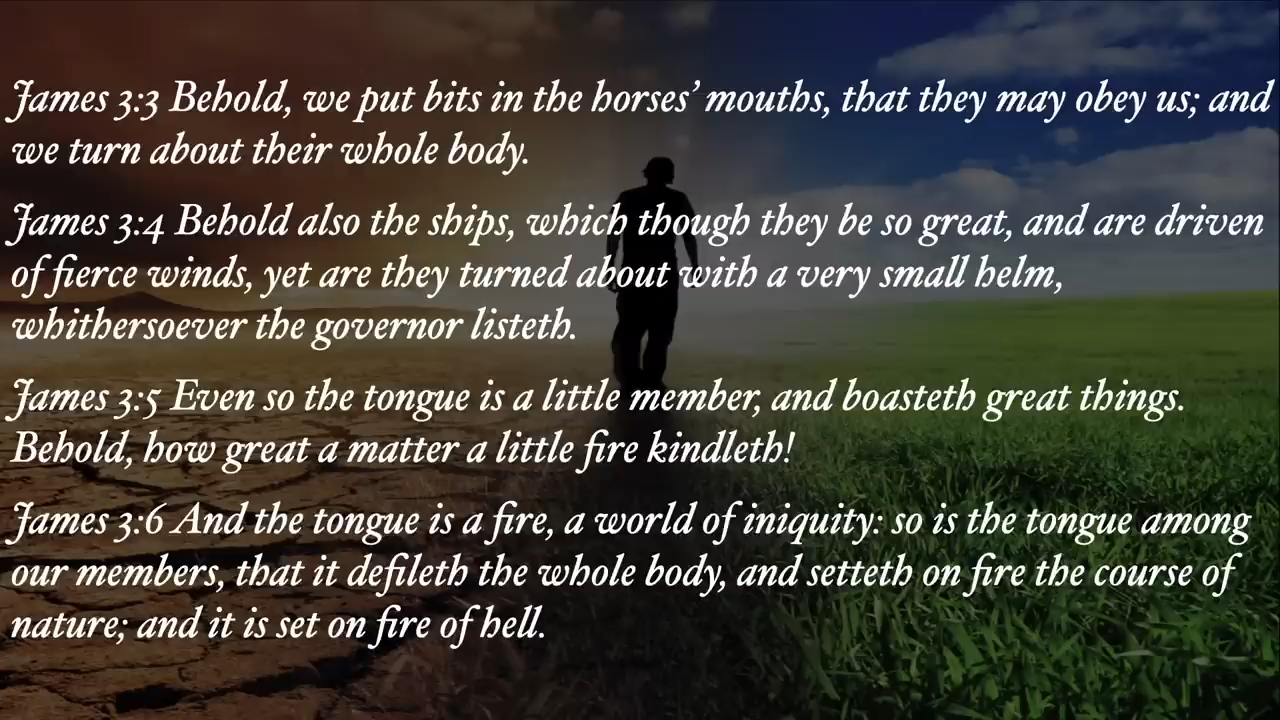 James 3:3 Behold, we put bits in the horses’ mouths, that they may obey us; and
we turn about their whole body.
James 3:4 Behold also the ships, which though they be so great, and are driven
of fierce winds, yet are they turned about with a very small helm,
whithersoever the governor listeth.
James 3:5 Even so the tongue is a little member, and boasteth great things.
Behold, how great a matter a little fire kindleth!
James 3:6 And the tongue is a fire, a world of iniquity: so is the tongue among
our members, that it defileth the whole body, and setteth on fire the course of
nature; and it is set on fire of hell.